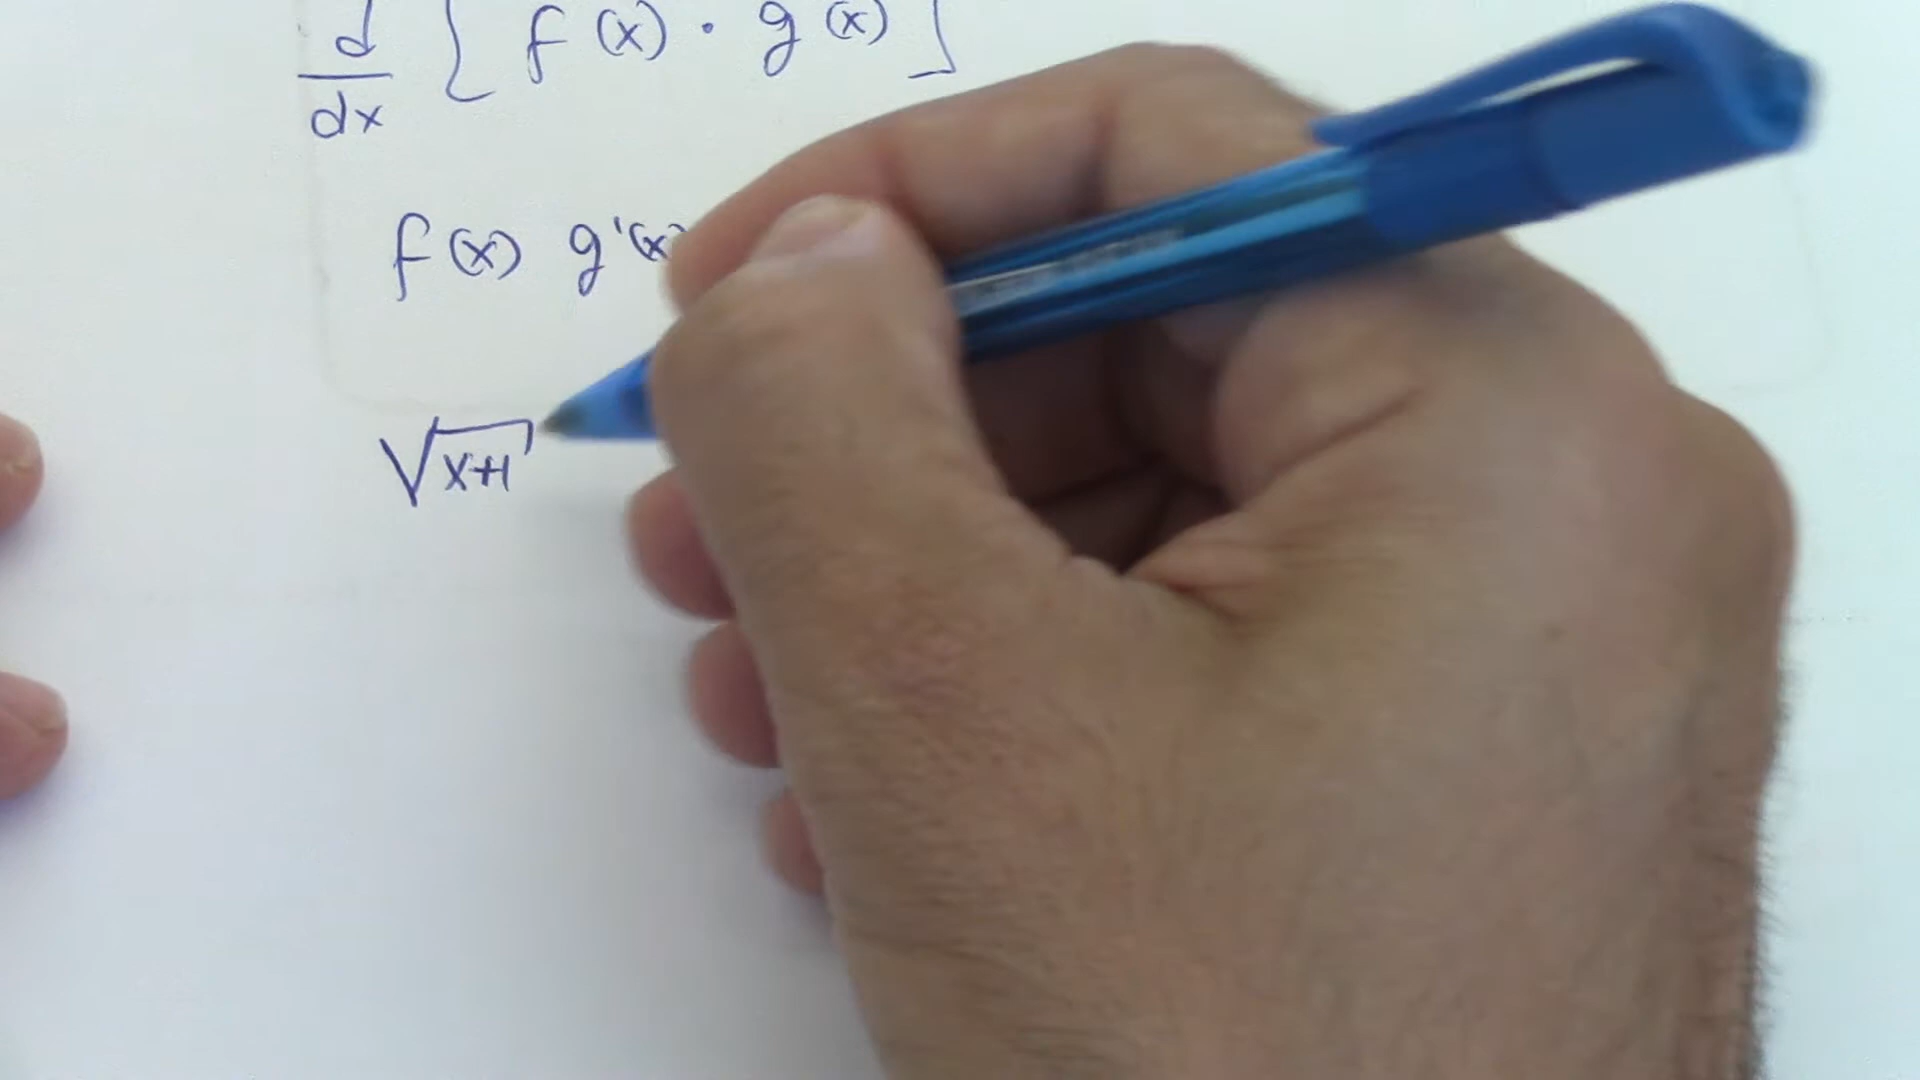 d/dx [ f(x) · g(x) ]
f(x) g'(x)
√x+1